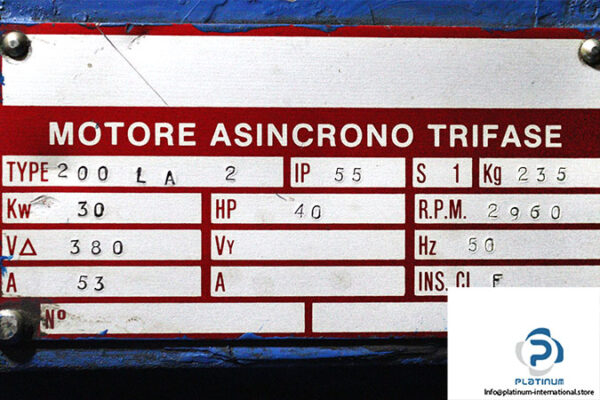 MOTORE ASINCRONO TRIFASE
TYPE 200 LA 2 IP 55 S 1 Kg 235
Kw 30 HP 40 R.P.M. 2960
V△ 380 VY Hz 50
A 53 A INS. CL F
Nº
PLATINUM
Info@platinum-international.store